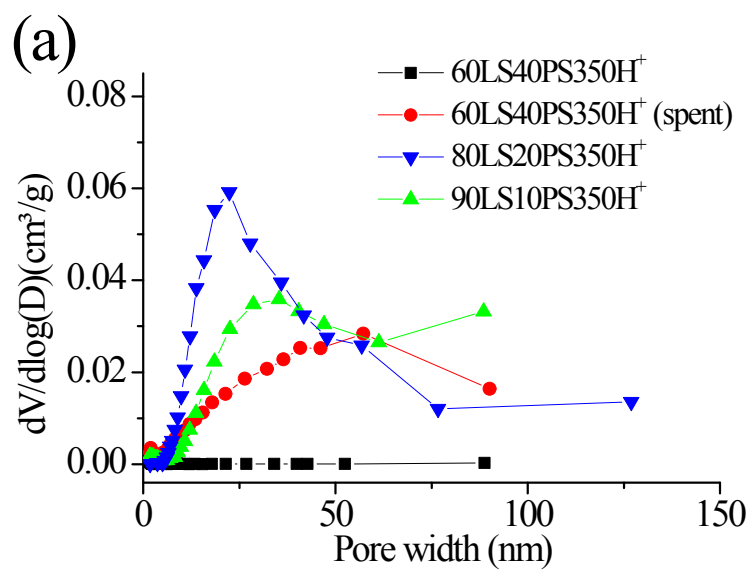 (a)
60LS40PS350H⁺
60LS40PS350H⁺ (spent)
80LS20PS350H⁺
90LS10PS350H⁺
dV/dlog(D)(cm³/g)
0.08
0.06
0.04
0.02
0.00
0 50 100 150
Pore width (nm)